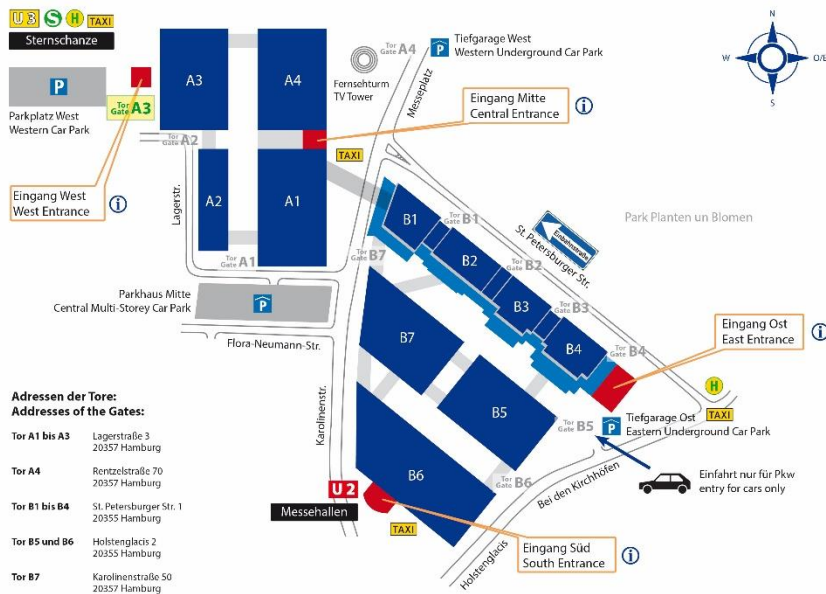 U3 S H TAXI
Sternschanze
P
Parkplatz West
Western Car Park
Tor
Gate A3
Eingang West
West Entrance
i
Tor
Gate A2
Lagerstr.
A3
A4
A2
A1
Tor
Gate A1
Fernsehturm
TV Tower
Tor
Gate A4
Messeplatz
P
Tiefgarage West
Western Underground Car Park
Eingang Mitte
Central Entrance
i
TAXI
N
W
O/E
S
Park Planten un Blomen
Einbahnstraße
St. Petersburger Str.
B1
Tor
Gate B1
B2
Tor
Gate B2
B3
Tor
Gate B3
B4
Tor
Gate B4
Tor
Gate B7
Parkhaus Mitte
Central Multi-Storey Car Park
P
Flora-Neumann-Str.
Karolinenstr.
B7
B5
B6
Eingang Ost
East Entrance
i
H
TAXI
Tor
Gate B5
P
Tiefgarage Ost
Eastern Underground Car Park
Einfahrt nur für Pkw
entry for cars only
Tor
Gate B6
Bei den Kirchhöfen
Holstenglacis
U2
Messehallen
TAXI
Eingang Süd
South Entrance
i
Adressen der Tore:
Addresses of the Gates:
Tor A1 bis A3 Lagerstraße 3
20357 Hamburg
Tor A4 Rentzelstraße 70
20357 Hamburg
Tor B1 bis B4 St. Petersburger Str. 1
20355 Hamburg
Tor B5 und B6 Holstenglacis 2
20355 Hamburg
Tor B7 Karolinenstraße 50
20357 Hamburg